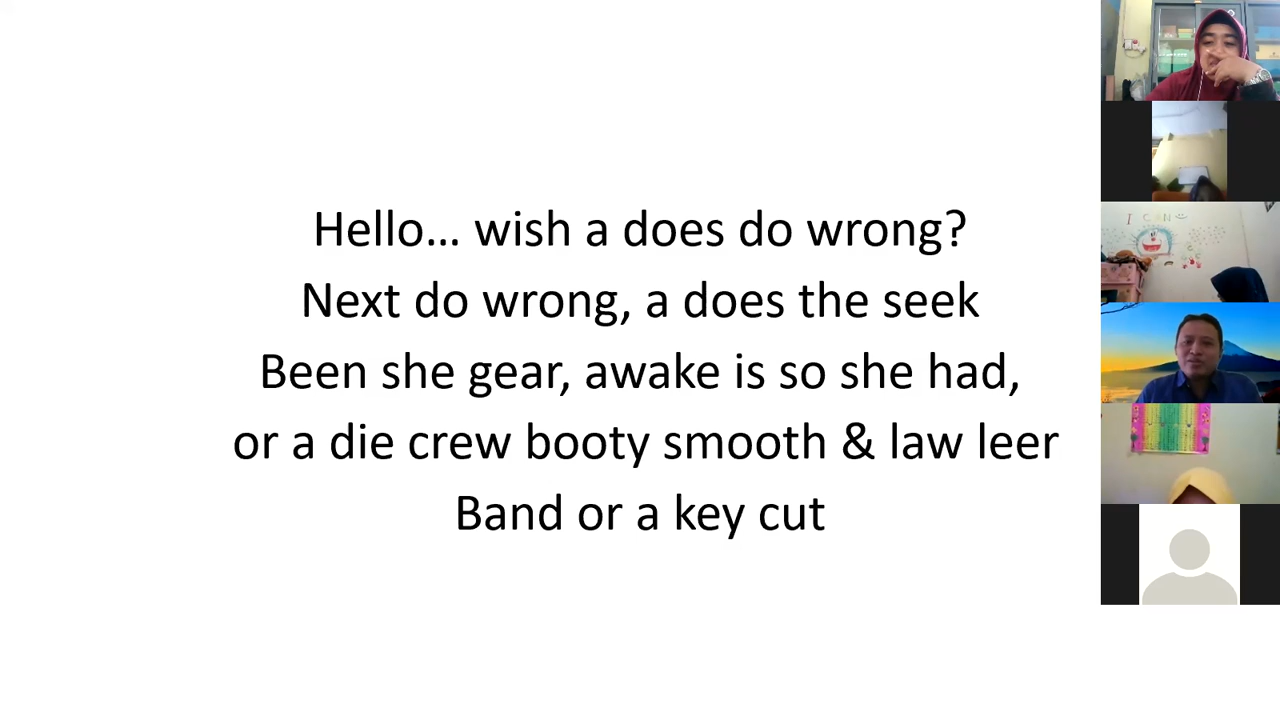 Hello... wish a does do wrong?
Next do wrong, a does the seek
Been she gear, awake is so she had,
or a die crew booty smooth & law leer
Band or a key cut
I CAN